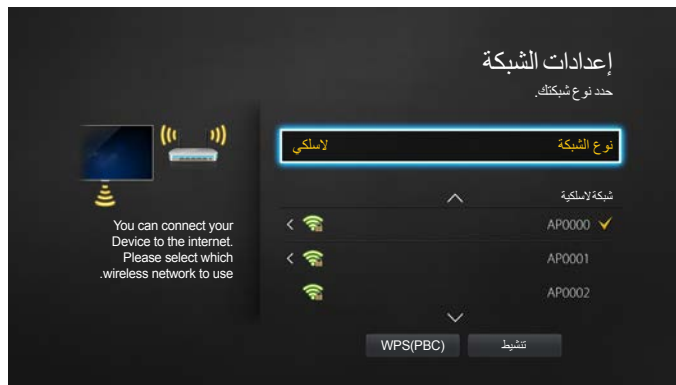 إعدادات الشبكة
حدد نوع شبكتك.
نوع الشبكة لاسلكي
شبكة لاسلكية
AP0000
AP0001
AP0002
تنشيط WPS(PBC)
You can connect your
Device to the internet.
Please select which
.wireless network to use